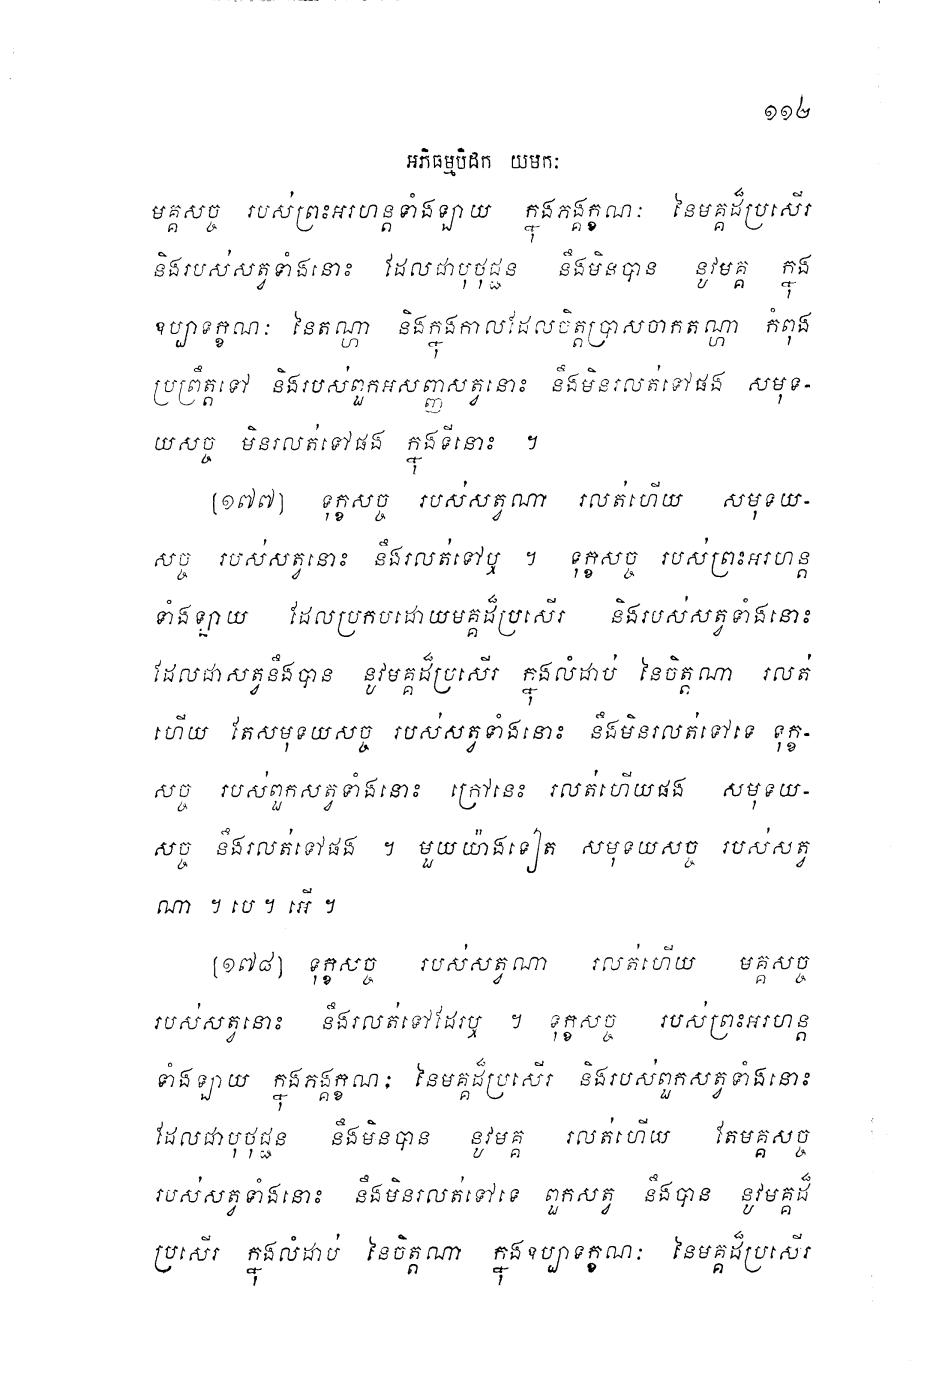 ១១៤
អភិធម្មបិដក យមកៈ
មគ្គសច្ច របស់ព្រះអរហន្តទាំងឡាយ ក្នុងភង្គក្ខណៈ នៃមគ្គដ៏ប្រសើរ
និងរបស់សត្វទាំងនោះ ដែលជាបុថុជ្ជន នឹងមិនបាន នូវមគ្គ ក្នុង
ឧប្បាទក្ខណៈ នៃតណ្ហា និងក្នុងកាលដែលចិត្តប្រាសចាកតណ្ហា កំពុង
ប្រព្រឹត្តទៅ និងរបស់ពួកអសញ្ញសត្វនោះ នឹងមិនរលត់ទៅផង សមុទ-
យសច្ច មិនរលត់ទៅផង ក្នុងទីនោះ ។
[១៧៧] ទុក្ខសច្ច របស់សត្វណា រលត់ហើយ សមុទយ-
សច្ច របស់សត្វនោះ នឹងរលត់ទៅឬ ។ ទុក្ខសច្ច របស់ព្រះអរហន្ត
ទាំងឡាយ ដែលប្រកបដោយមគ្គដ៏ប្រសើរ និងរបស់សត្វទាំងនោះ
ដែលជាសត្វនឹងបាន នូវមគ្គដ៏ប្រសើរ ក្នុងលំដាប់ នៃចិត្តណា រលត់
ហើយ តែសមុទយសច្ច របស់សត្វទាំងនោះ នឹងមិនរលត់ទៅទេ ទុក្ខ-
សច្ច របស់ពួកសត្វទាំងនោះ ក្រៅនេះ រលត់ហើយផង សមុទយ-
សច្ច នឹងរលត់ទៅផង ។ មួយយ៉ាងទៀត សមុទយសច្ច របស់សត្វ
ណា ។ បេ ។ អើ ។
[១៧៨] ទុក្ខសច្ច របស់សត្វណា រលត់ហើយ មគ្គសច្ច
របស់សត្វនោះ នឹងរលត់ទៅដែរឬ ។ ទុក្ខសច្ច របស់ព្រះអរហន្ត
ទាំងឡាយ ក្នុងភង្គក្ខណៈ នៃមគ្គដ៏ប្រសើរ និងរបស់ពួកសត្វទាំងនោះ
ដែលជាបុថុជ្ជន នឹងមិនបាន នូវមគ្គ រលត់ហើយ តែមគ្គសច្ច
របស់សត្វទាំងនោះ នឹងមិនរលត់ទៅទេ ពួកសត្វ នឹងបាន នូវមគ្គដ៏
ប្រសើរ ក្នុងលំដាប់ នៃចិត្តណា ក្នុងឧប្បាទក្ខណៈ នៃមគ្គដ៏ប្រសើរ